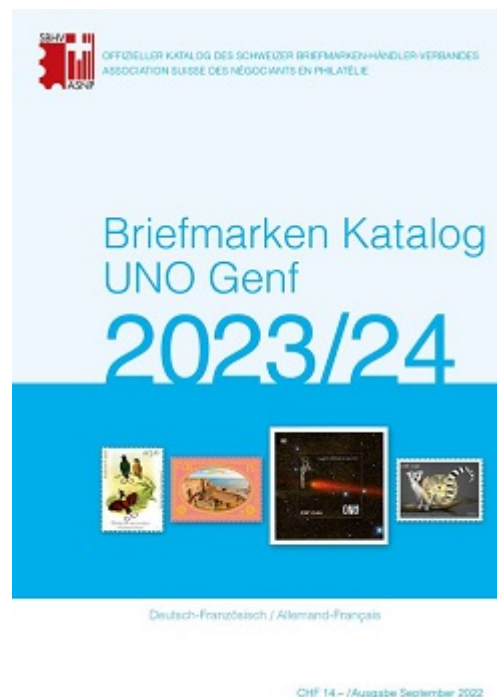 SBHV
ASNP
OFFIZIELLER KATALOG DES SCHWEIZER BRIEFMARKEN-HÄNDLER-VERBANDES
ASSOCIATION SUISSE DES NÉGOCIANTS EN PHILATÉLIE
Briefmarken Katalog
UNO Genf
2023/24
UNO
Deutsch-Französisch / Allemand-Français
CHF 14.– /Ausgabe September 2022